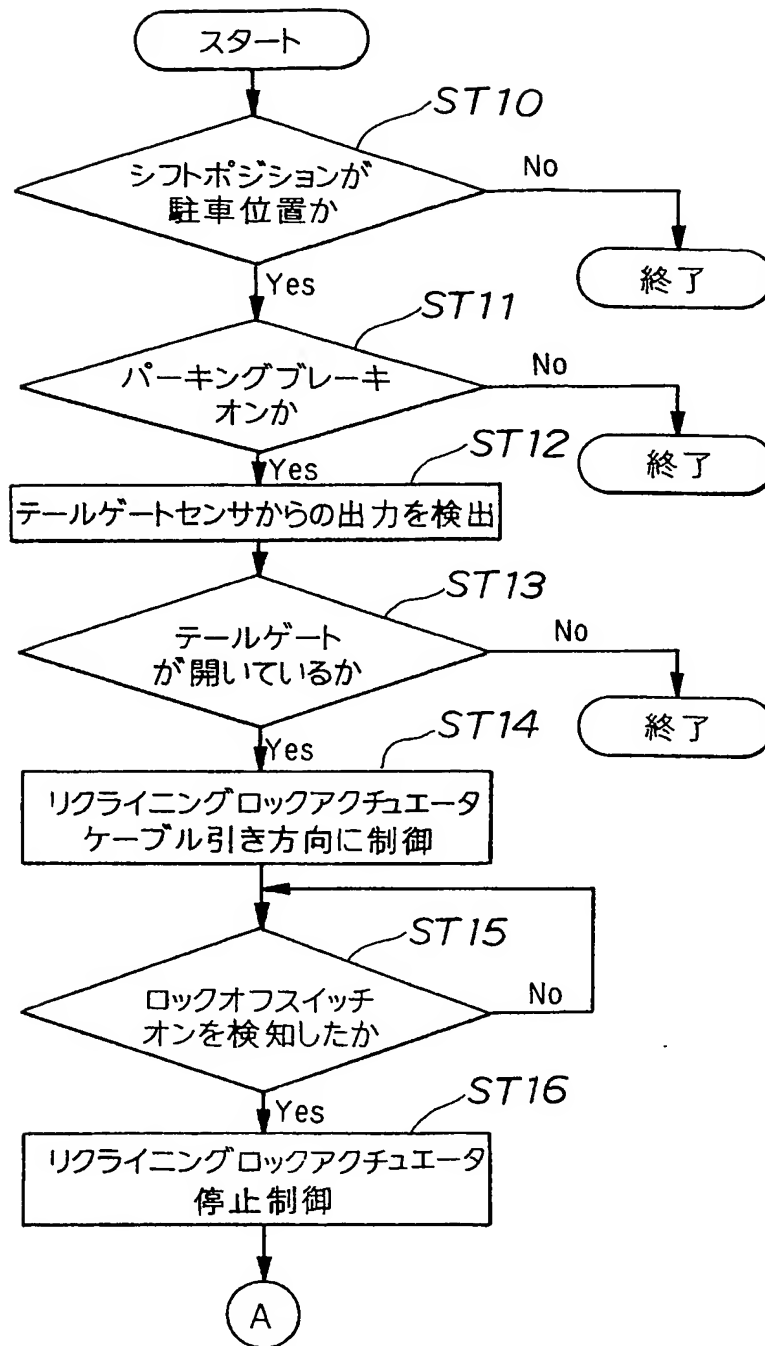 スタート
ST10
シフトポジションが
駐車位置か
No
終了
Yes
ST11
パーキングブレーキ
オンか
No
終了
Yes
ST12
テールゲートセンサからの出力を検出
ST13
テールゲート
が開いているか
No
終了
Yes
ST14
リクライニングロックアクチュエータ
ケーブル引き方向に制御
ST15
ロックオフスイッチ
オンを検知したか
No
Yes
ST16
リクライニングロックアクチュエータ
停止制御
A